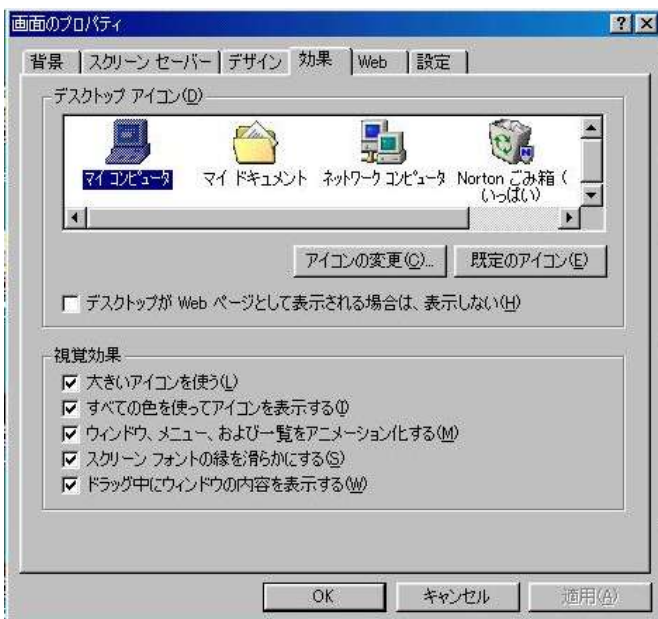 画面のプロパティ
背景 スクリーン セーバー デザイン 効果 Web 設定
デスクトップ アイコン(D)
マイ コンピュータ マイ ドキュメント ネットワーク コンピュータ Norton ごみ箱 (
いっぱい)
アイコンの変更(C)... 既定のアイコン(E)
デスクトップが Web ページとして表示される場合は、表示しない(H)
視覚効果
大きいアイコンを使う(L)
すべての色を使ってアイコンを表示する(I)
ウィンドウ、メニュー、および一覧をアニメーション化する(M)
スクリーン フォントの縁を滑らかにする(S)
ドラッグ中にウィンドウの内容を表示する(W)
OK キャンセル 適用(A)